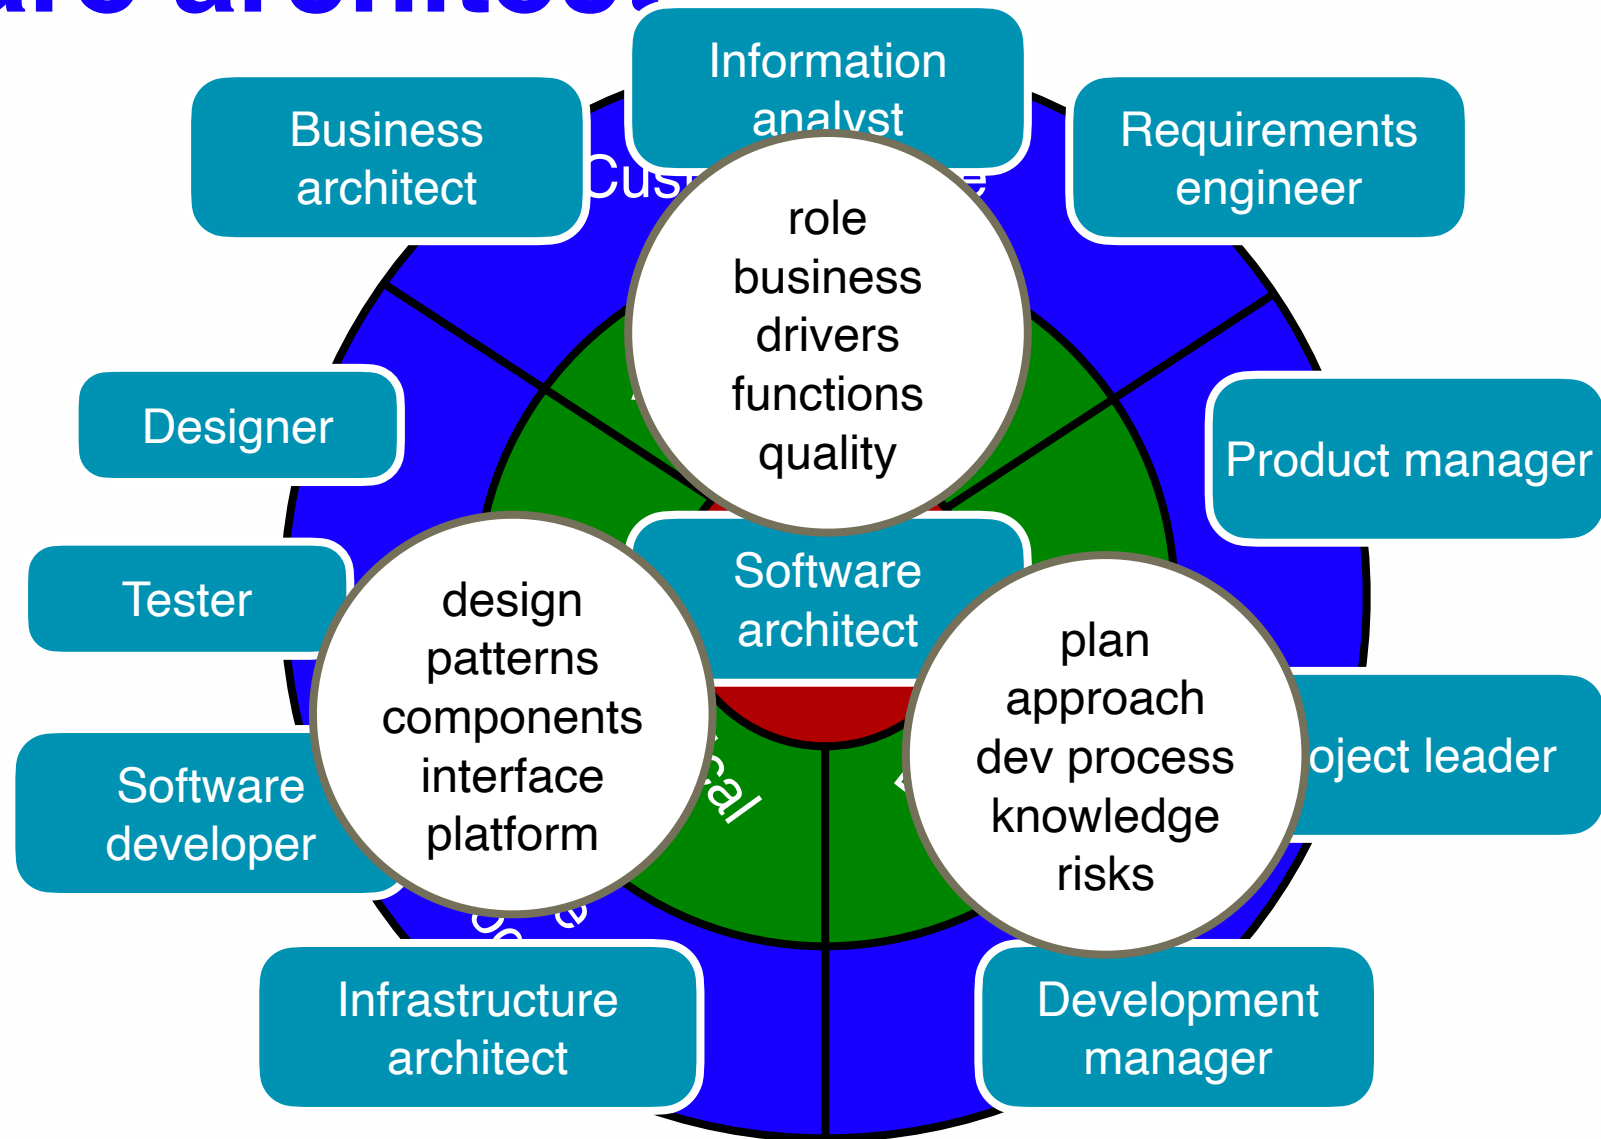 architect
Information
analyst
Business
architect
Requirements
engineer
role
business
drivers
functions
quality
Designer
Product manager
Software
architect
Tester
design
patterns
components
interface
platform
plan
approach
dev process
knowledge
risks
Software
developer
oject leader
Infrastructure
architect
Development
manager